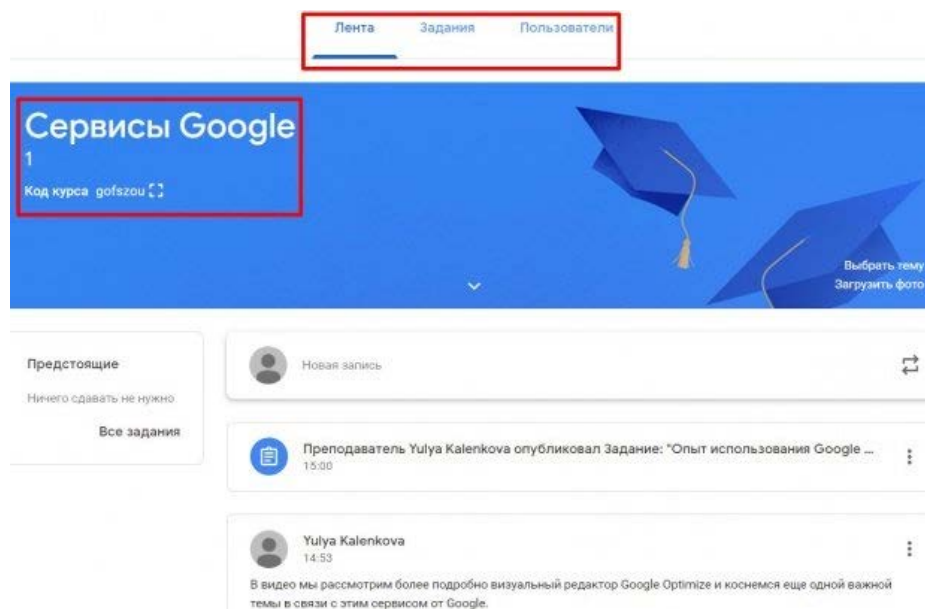 Лента Задания Пользователи
Сервисы Google
1
Код курса gofszou
Выбрать тему
Загрузить фото
Предстоящие
Ничего сдавать не нужно
Все задания
Новая запись
Преподаватель Yulya Kalenkova опубликовал Задание: "Опыт использования Google ...
15:00
Yulya Kalenkova
14:53
В видео мы рассмотрим более подробно визуальный редактор Google Optimize и коснемся еще одной важной
темы в связи с этим сервисом от Google.